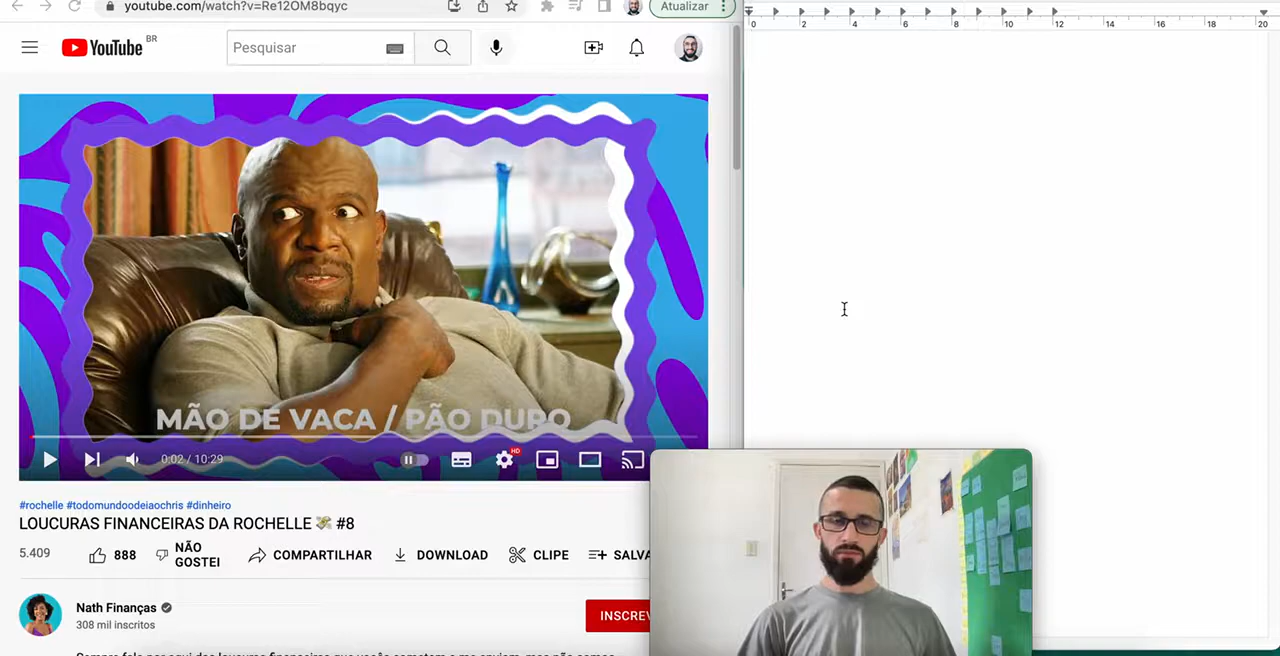 youtube.com/watch?v=Re12OM8bqyc
Atualizar
YouTube BR
Pesquisar
0 2 4 6 8 10 12 14 16 18 20
MÃO DE VACA / PÃO DURO
0:02 / 10:29
HD
#rochelle #todomundoodeiaochris #dinheiro
LOUCURAS FINANCEIRAS DA ROCHELLE 💸 #8
5.409
888
NÃO
GOSTEI
COMPARTILHAR
DOWNLOAD
CLIPE
SALVA
Nath Finanças
308 mil inscritos
INSCREV